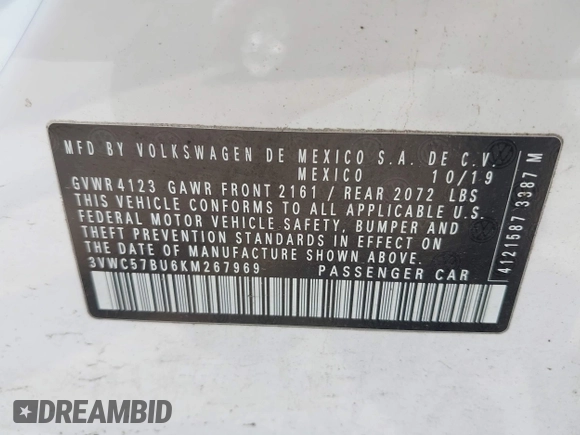 MFD BY VOLKSWAGEN DE MEXICO S.A. DE C.V.
MEXICO 10/19
GVWR 4123 GAWR FRONT 2161 / REAR 2072 LBS
THIS VEHICLE CONFORMS TO ALL APPLICABLE U.S.
FEDERAL MOTOR VEHICLE SAFETY, BUMPER AND
THEFT PREVENTION STANDARDS IN EFFECT ON
THE DATE OF MANUFACTURE SHOWN ABOVE.
3VWC57BU6KM267969 PASSENGER CAR
4121587 3387 M
DREAMBID